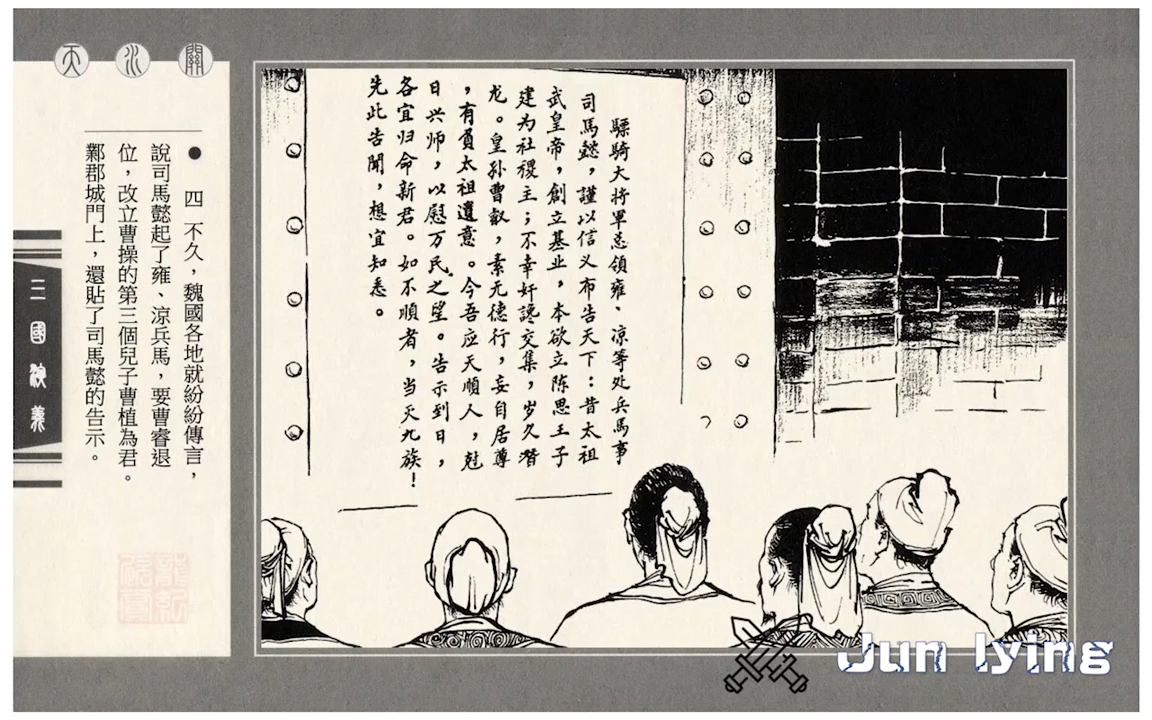 天水關
驃騎大将軍总領雍、凉等处兵馬事
司馬懿，謹以信义布告天下：昔太祖
武皇帝，創立基业，本欲立陈思王子
建为社稷主；不幸奸讒交集，岁久潛
龙。皇孙曹叡，素无德行，妄自居尊
，有負太祖遺意。今吾应天順人，尅
日兴师，以慰万民之望。告示到日，
各宜归命新君。如不順者，当灭九族！
先此告聞，想宜知悉。
● 四 不久，魏國各地就紛紛傳言，
說司馬懿起了雍、涼兵馬，要曹睿退
位，改立曹操的第三個兒子曹植為君。
鄴郡城門上，還貼了司馬懿的告示。
三國演義
Jun lying